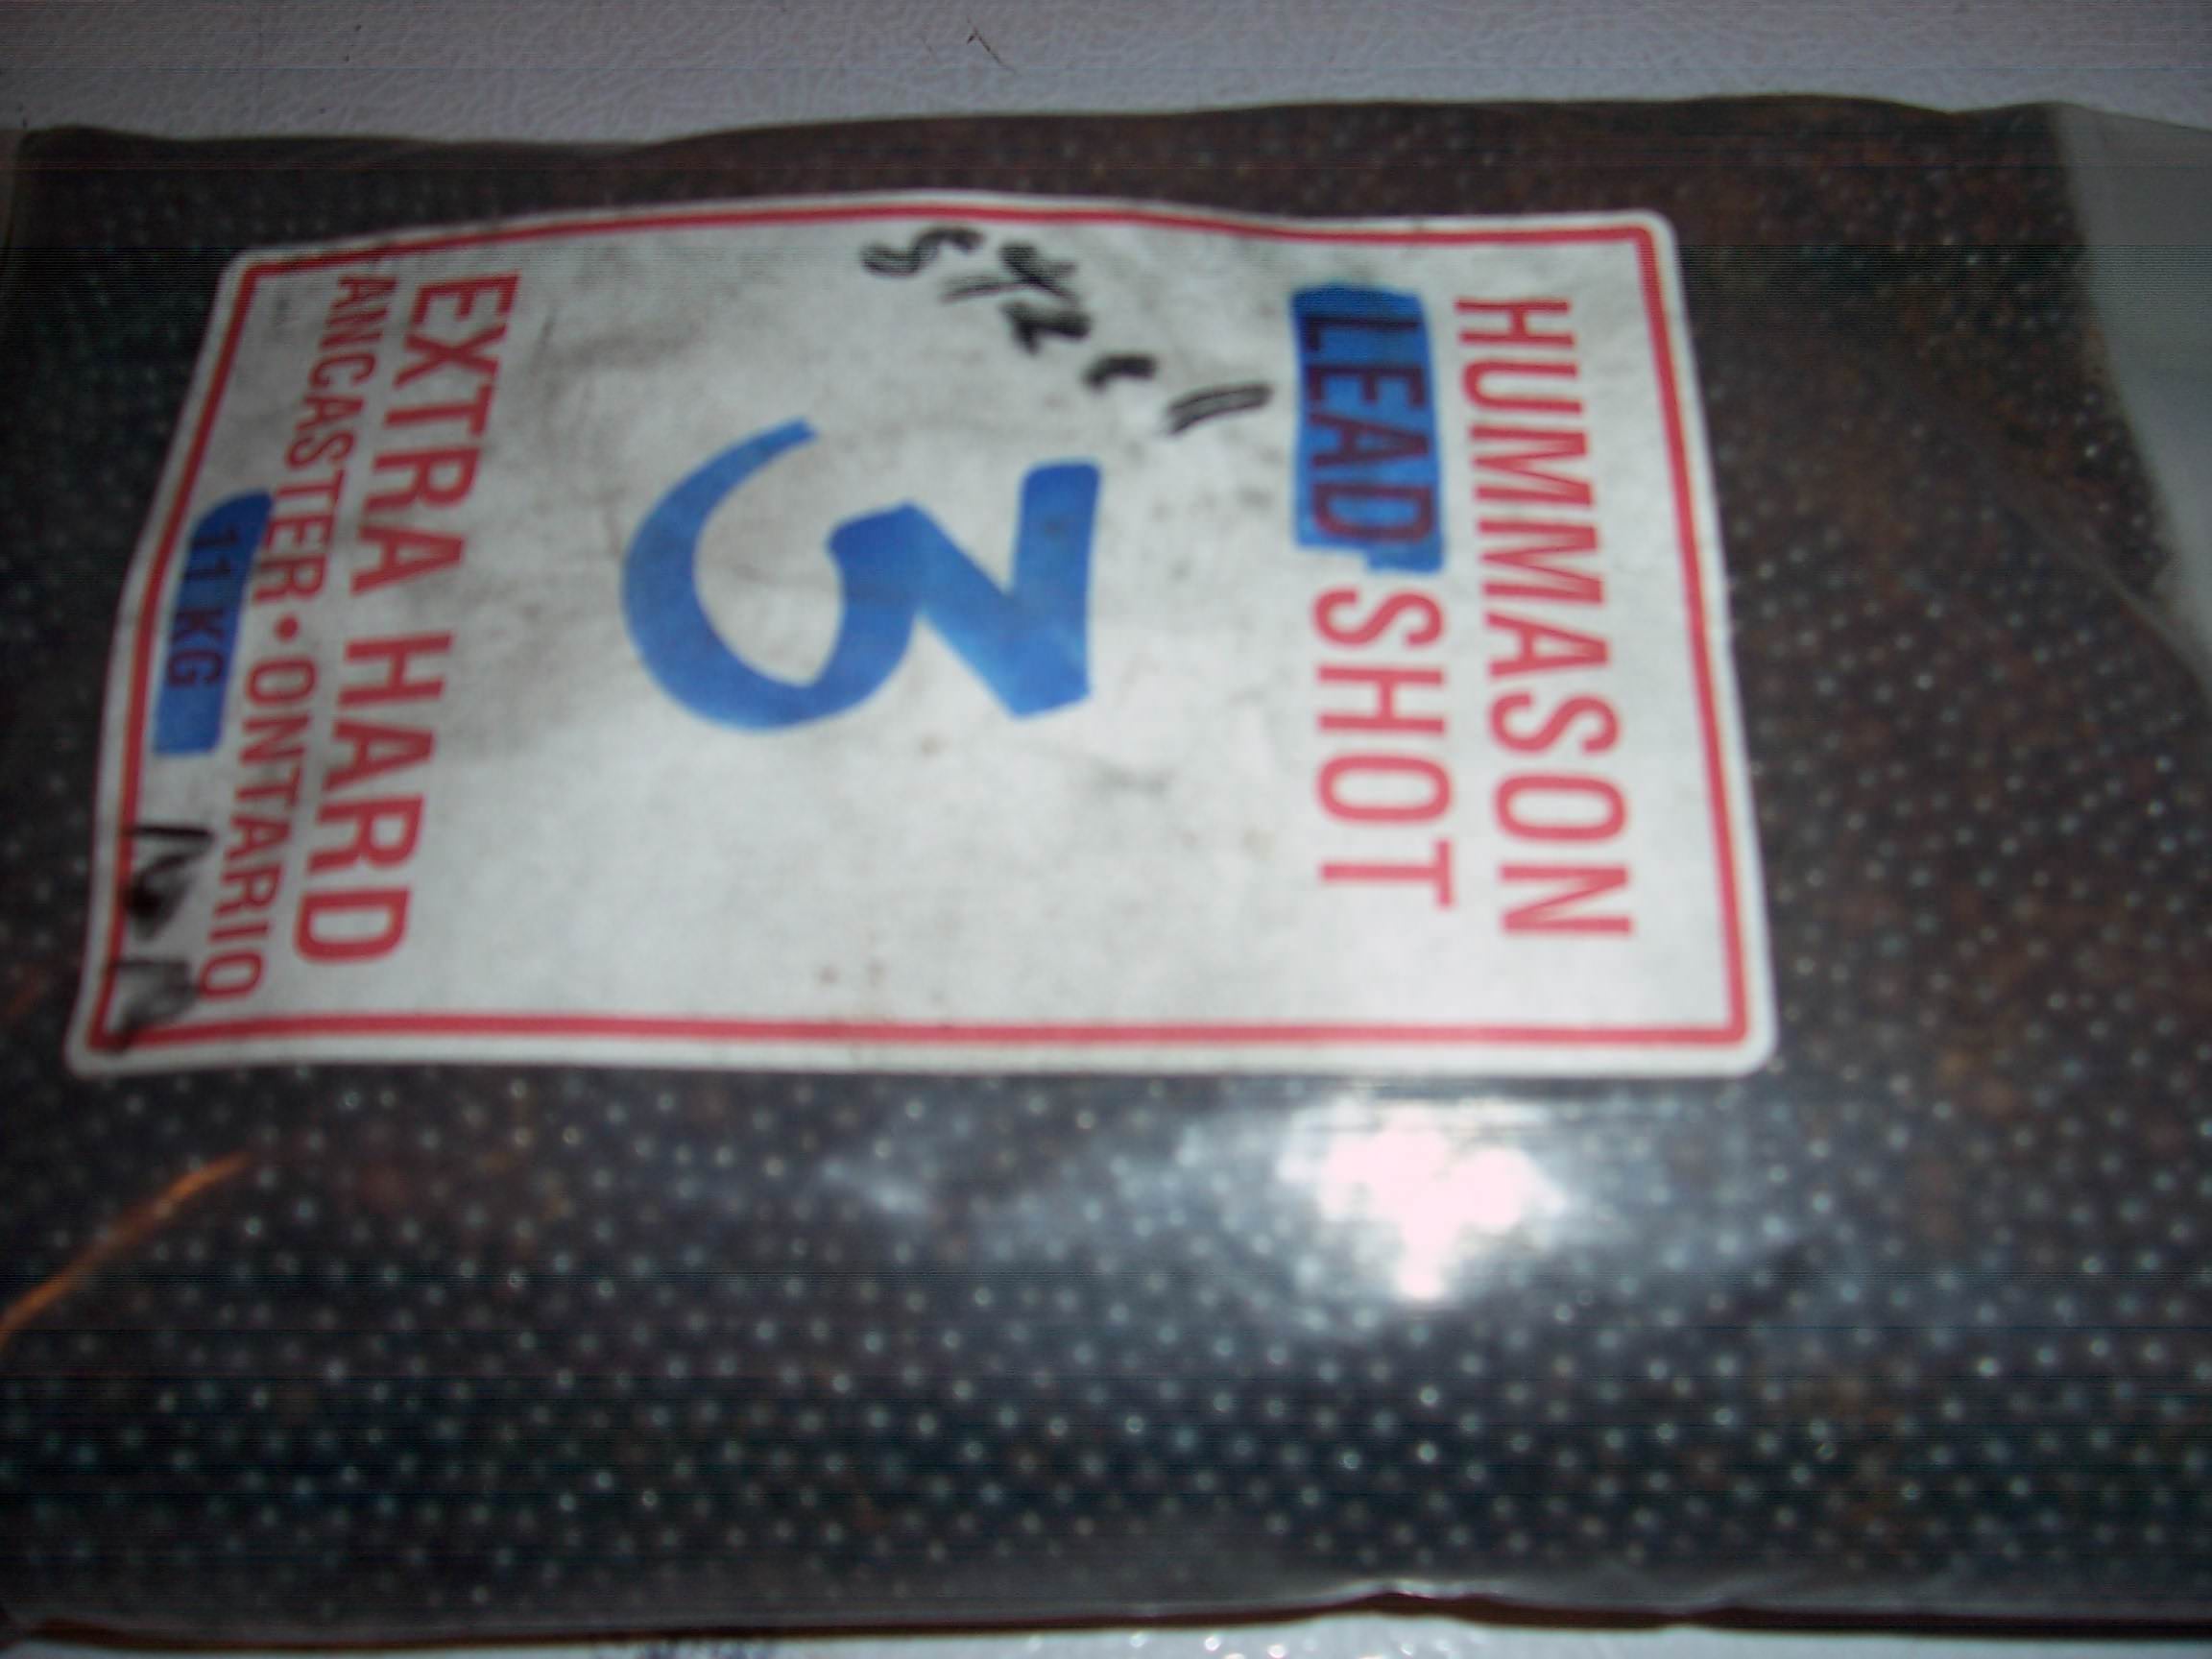 HUMMASON
LEAD SHOT
3
EXTRA HARD
ANCASTER • ONTARIO
11 KG